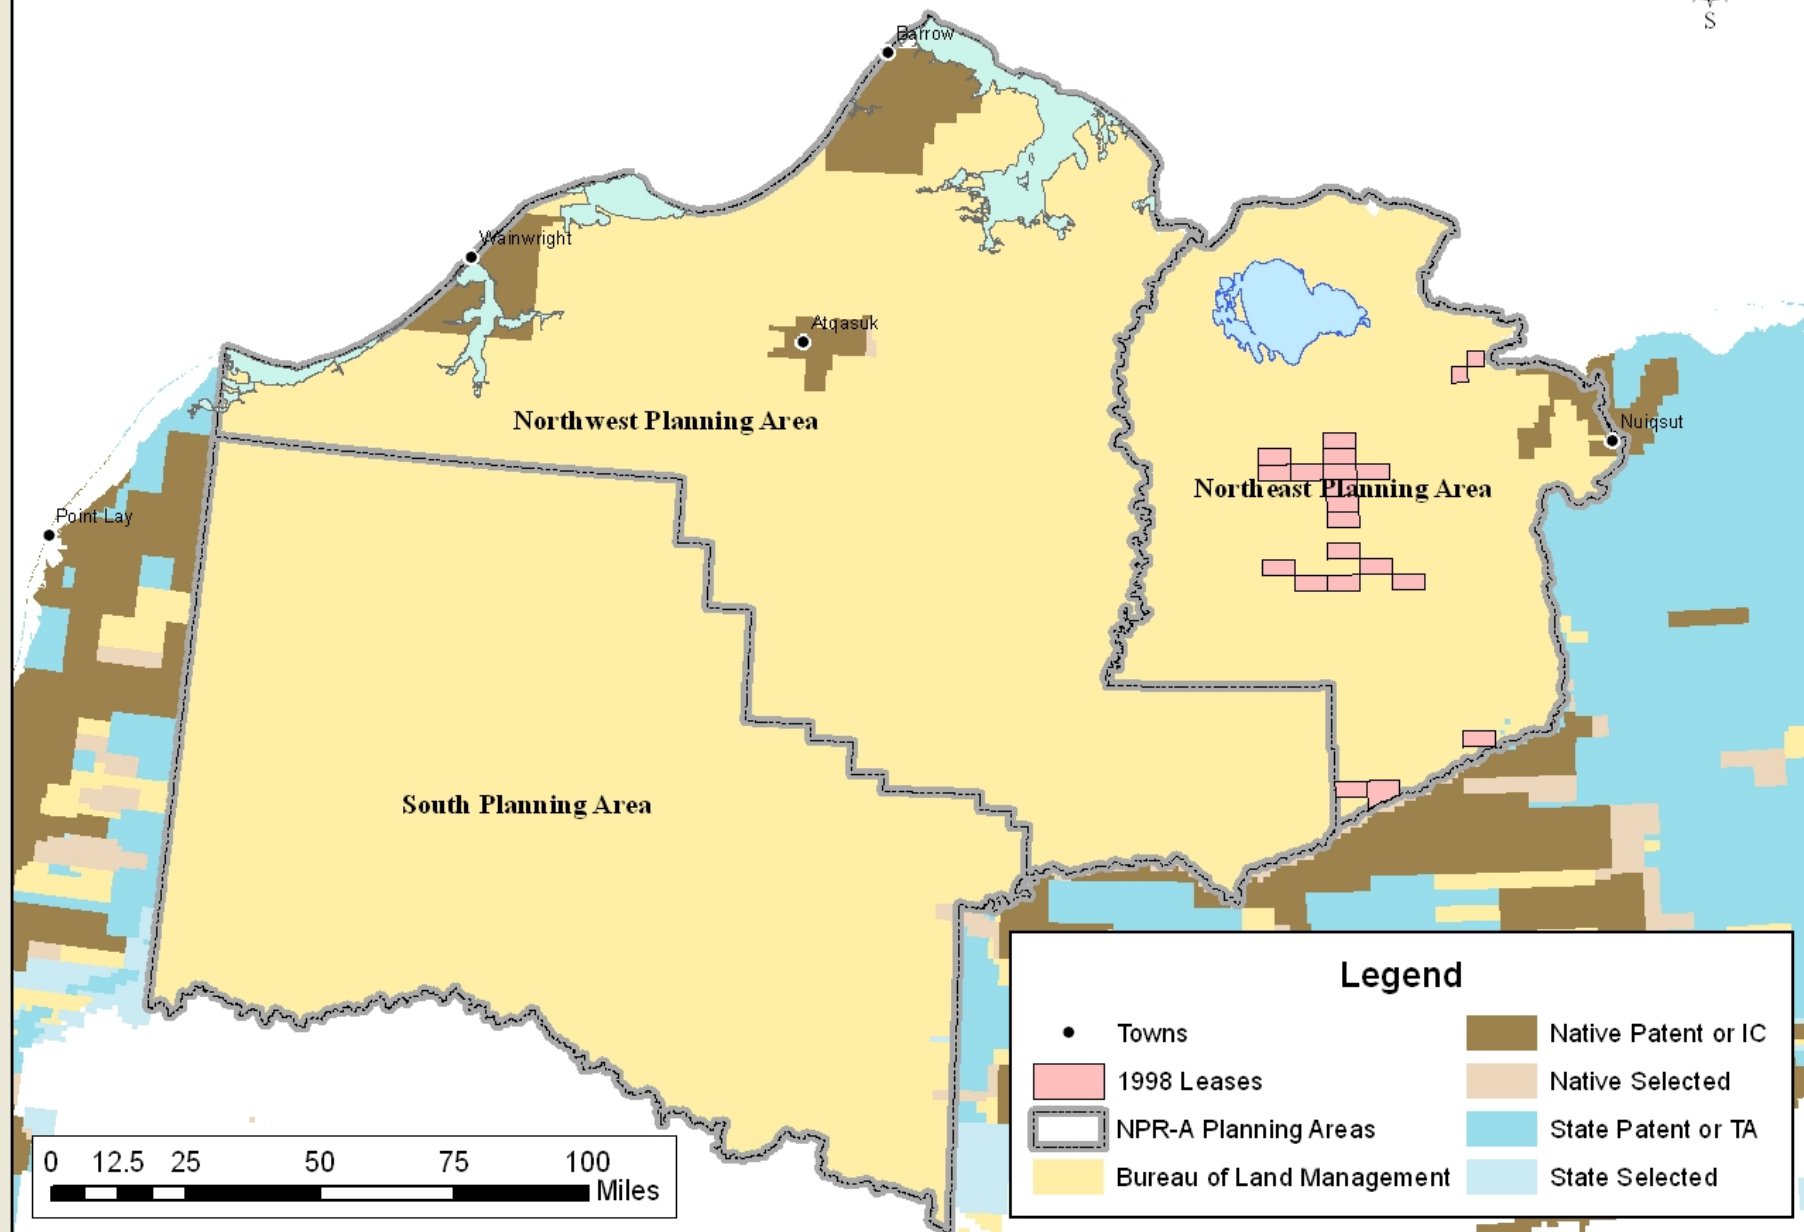 S
Barrow
Wainwright
Atqasuk
Northwest Planning Area
Nuiqsut
Northeast Planning Area
Point Lay
South Planning Area
Legend
Towns
1998 Leases
NPR-A Planning Areas
Bureau of Land Management
Native Patent or IC
Native Selected
State Patent or TA
State Selected
0 12.5 25 50 75 100
Miles